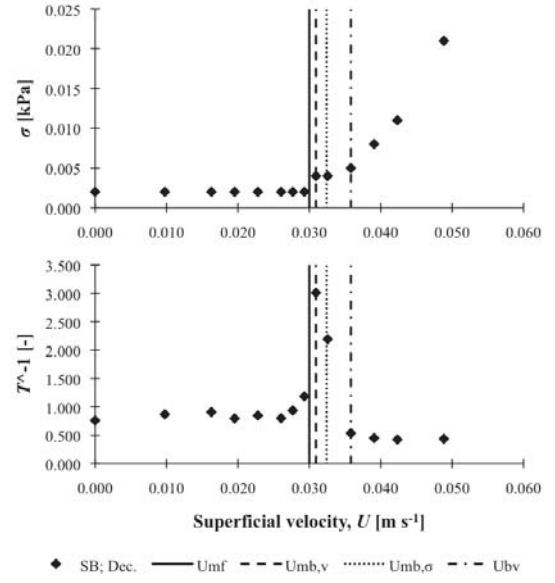 0.025
0.020
0.015
0.010
0.005
0.000
σ [kPa]
0.000 0.010 0.020 0.030 0.040 0.050 0.060
3.500
3.000
2.500
2.000
1.500
1.000
0.500
0.000
T^-1 [-]
0.000 0.010 0.020 0.030 0.040 0.050 0.060
Superficial velocity, U [m s⁻¹]
SB; Dec. Umf Umb,v Umb,σ Ubv